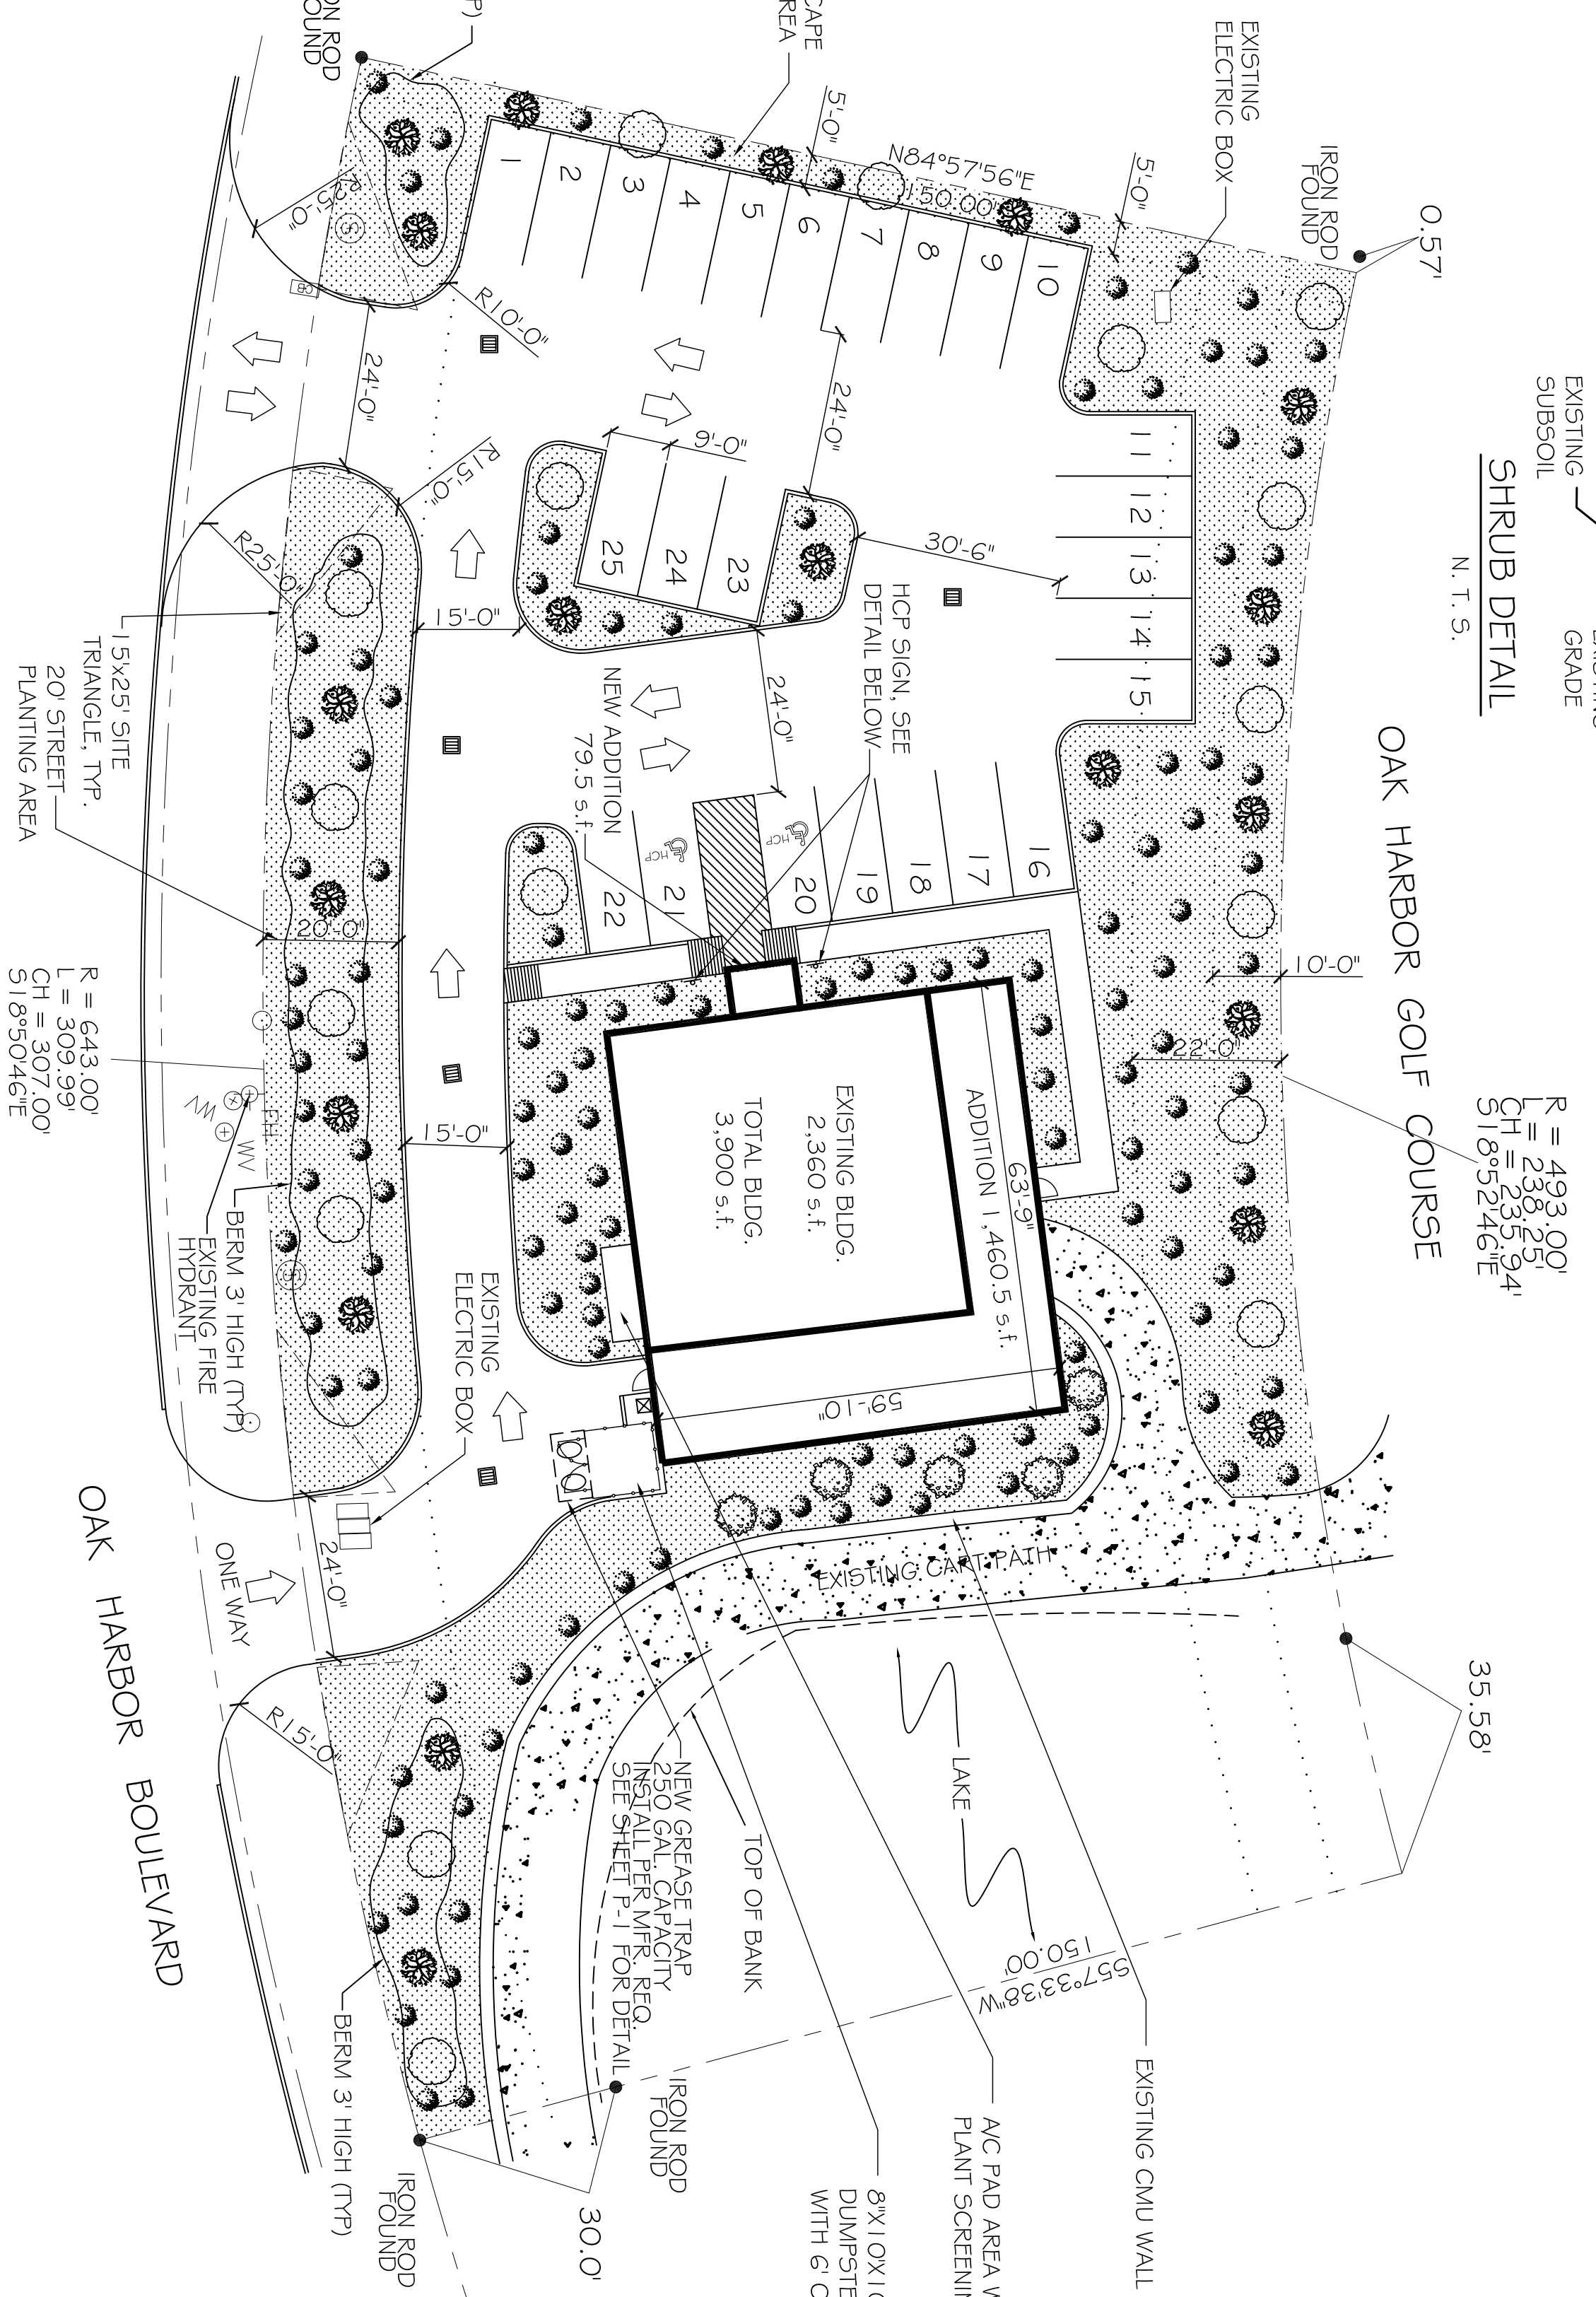 EXISTING
SUBSOIL
EXISTING
GRADE
SHRUB DETAIL
N. T. S.
0.57'
IRON ROD
FOUND
EXISTING
ELECTRIC BOX
5'-0"
N84°57'56"E
150.00'
5'-0"
IRON ROD
FOUND
1
2
3
4
5
6
7
8
9
10
11
12
13
14
15
16
17
18
19
20
21
22
23
24
25
HCP
HCP
24'-0"
9'-0"
30'-6"
R10'-0"
R25'-0"
S
CB
24'-0"
R15'-0"
R25'-0"
15'-0"
24'-0"
HCP SIGN, SEE
DETAIL BELOW
NEW ADDITION
79.5 s.f.
15'x25' SITE
TRIANGLE, TYP.
20' STREET
PLANTING AREA
20'-0"
R = 643.00'
L = 309.99'
CH = 307.00'
S18°50'46"E
OAK HARBOR GOLF COURSE
R = 493.00'
L = 238.25'
CH = 235.94'
S18°52'46"E
10'-0"
22'-0"
63'-9"
ADDITION 1,460.5 s.f.
EXISTING BLDG.
2,360 s.f.
TOTAL BLDG.
3,900 s.f.
59'-10"
15'-0"
FH
WV
BERM 3' HIGH (TYP)
EXISTING FIRE
HYDRANT
S
EXISTING
ELECTRIC BOX
24'-0"
ONE WAY
R15'-0"
OAK HARBOR BOULEVARD
EXISTING CART PATH
LAKE
TOP OF BANK
NEW GREASE TRAP
250 GAL. CAPACITY
INSTALL PER MFR. REQ.
SEE SHEET P-1 FOR DETAIL
35.58'
S57°33'38"W
150.00'
EXISTING CMU WALL
A/C PAD AREA W
8"X10'X10
WITH 6' C
IRON ROD
FOUND
30.0'
IRON ROD
FOUND
BERM 3' HIGH (TYP)